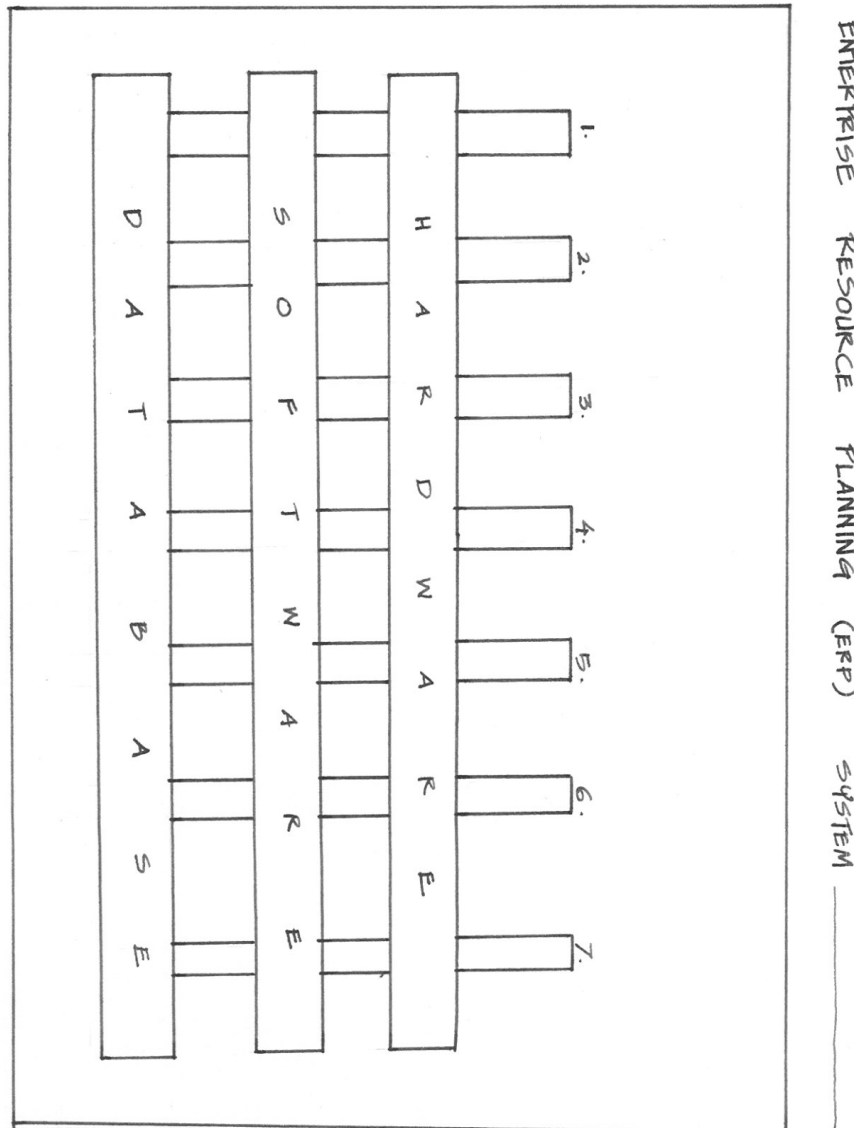 ENTERPRISE RESOURCE PLANNING (ERP) SYSTEM
1. 2. 3. 4. 5. 6. 7.
HARDWARE
SOFTWARE
DATABASE